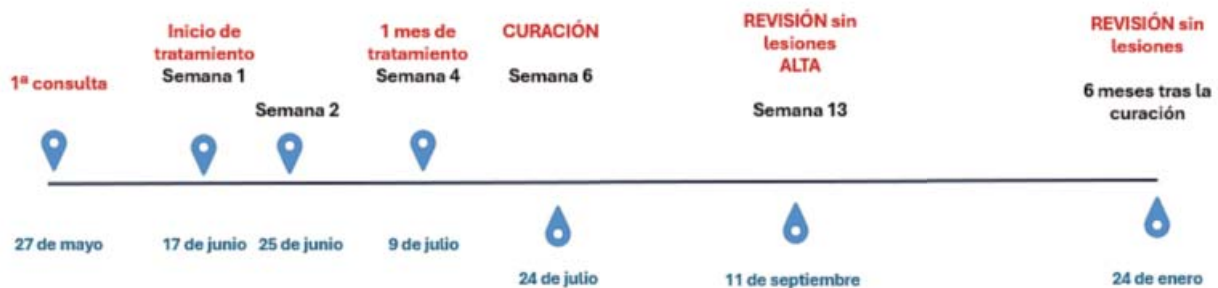 1ª consulta
Inicio de
tratamiento
Semana 1
Semana 2
1 mes de
tratamiento
Semana 4
CURACIÓN
Semana 6
REVISIÓN sin
lesiones
ALTA
Semana 13
REVISIÓN sin
lesiones
6 meses tras la
curación
27 de mayo
17 de junio
25 de junio
9 de julio
24 de julio
11 de septiembre
24 de enero